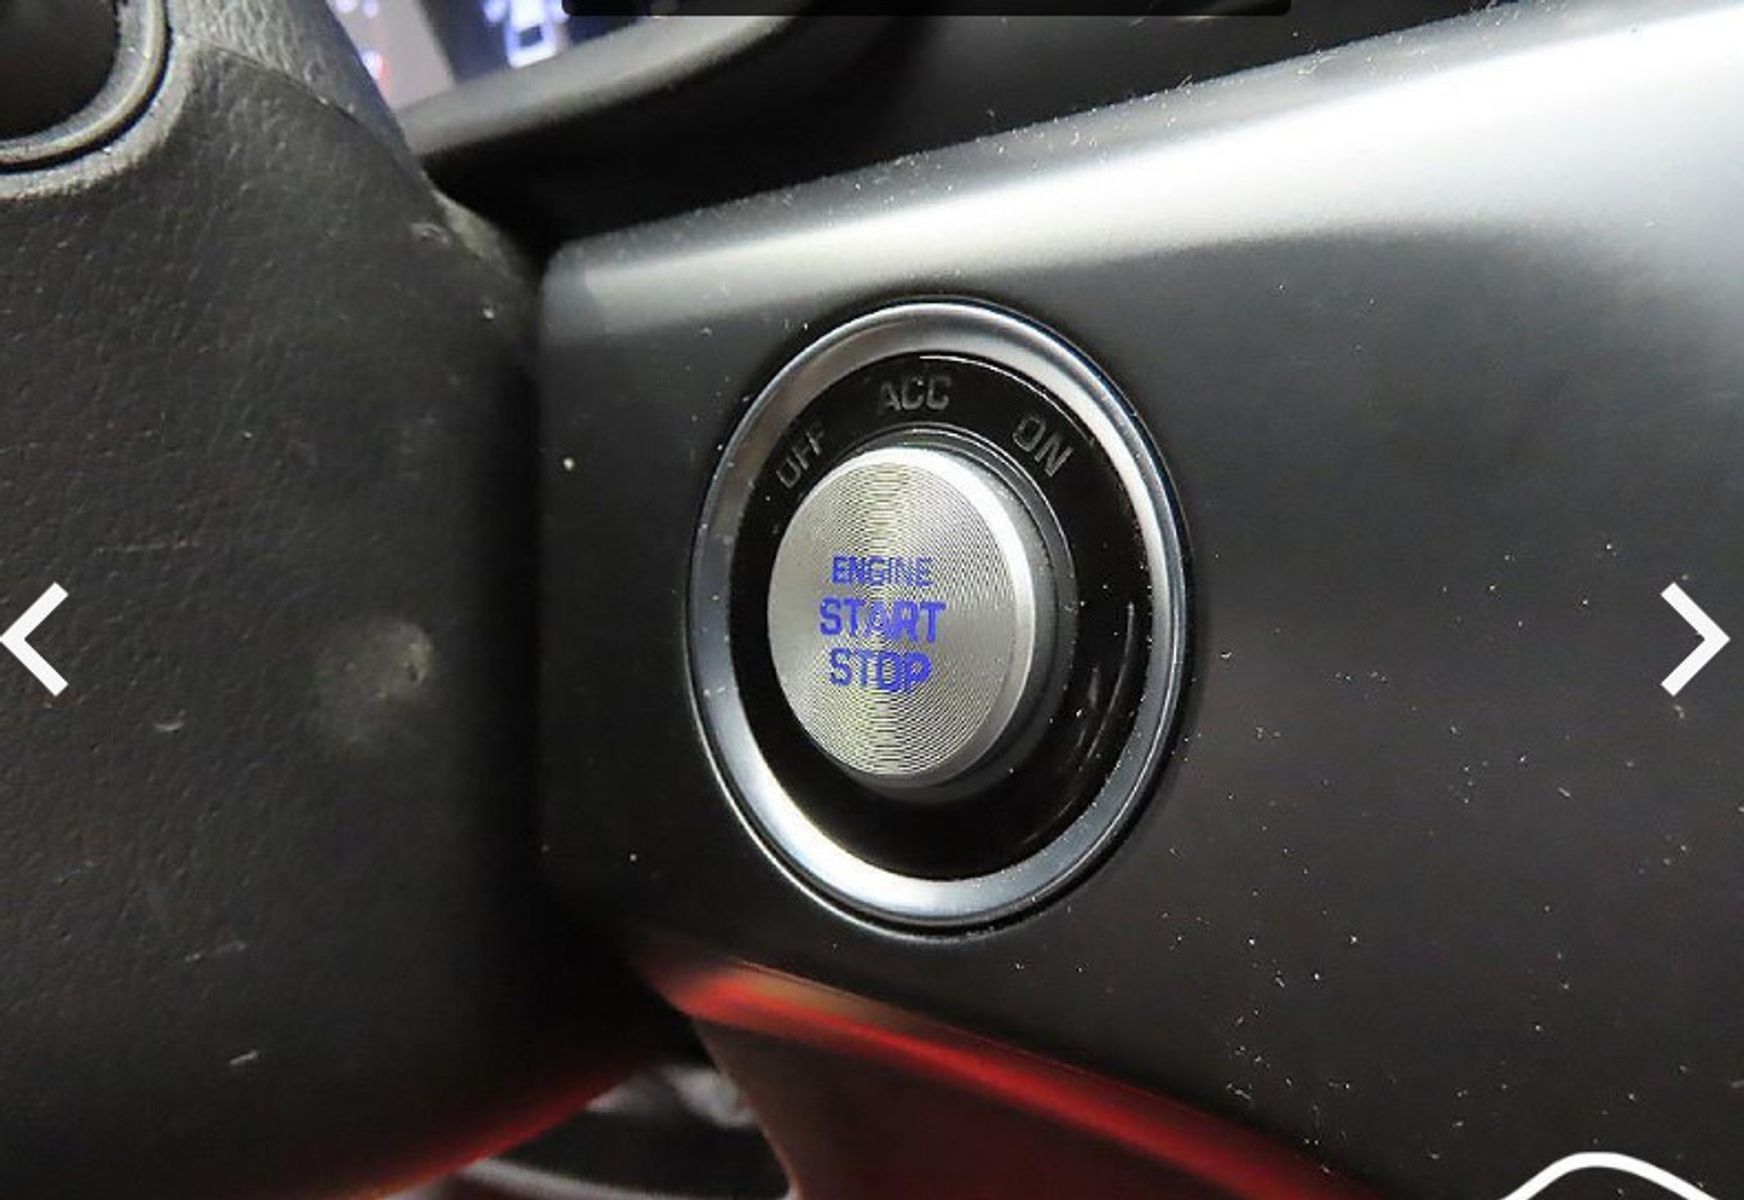 OFF ACC ON
ENGINE
START
STOP